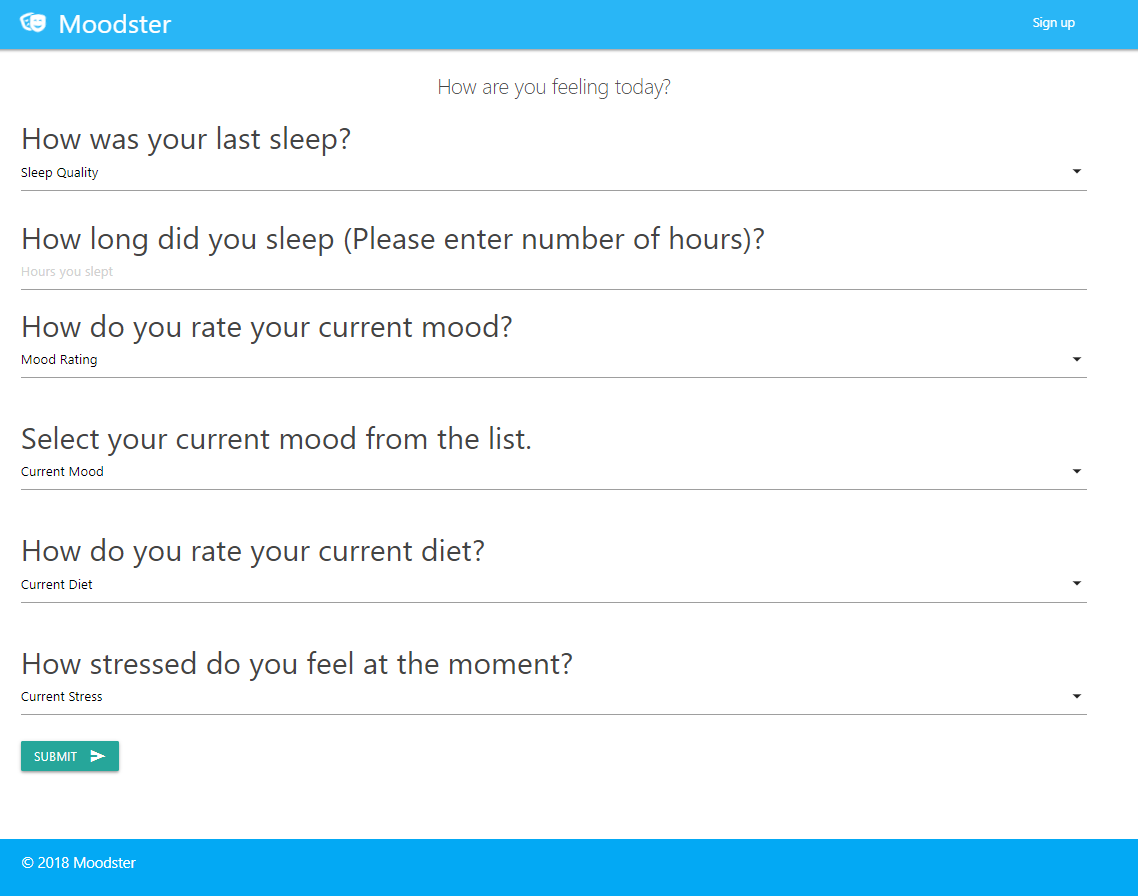 Moodster
Sign up
How are you feeling today?
How was your last sleep?
Sleep Quality
How long did you sleep (Please enter number of hours)?
Hours you slept
How do you rate your current mood?
Mood Rating
Select your current mood from the list.
Current Mood
How do you rate your current diet?
Current Diet
How stressed do you feel at the moment?
Current Stress
SUBMIT
© 2018 Moodster